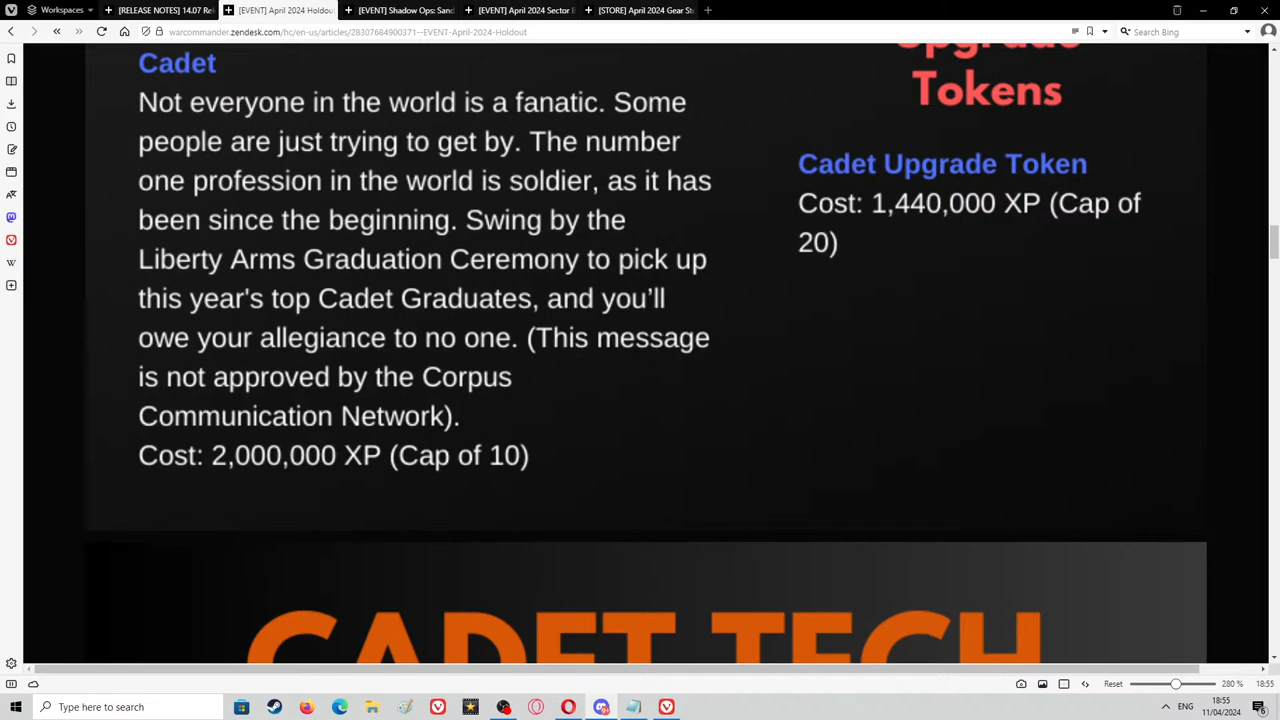 Workspaces
[RELEASE NOTES] 14.07 Rel
[EVENT] April 2024 Holdout
[EVENT] Shadow Ops: Sand
[EVENT] April 2024 Sector B
[STORE] April 2024 Gear St
warcommander.zendesk.com/hc/en-us/articles/28307684900371--EVENT-April-2024-Holdout
Search Bing
Cadet
Not everyone in the world is a fanatic. Some
people are just trying to get by. The number
one profession in the world is soldier, as it has
been since the beginning. Swing by the
Liberty Arms Graduation Ceremony to pick up
this year's top Cadet Graduates, and you'll
owe your allegiance to no one. (This message
is not approved by the Corpus
Communication Network).
Cost: 2,000,000 XP (Cap of 10)
Upgrade
Tokens
Cadet Upgrade Token
Cost: 1,440,000 XP (Cap of
20)
CADET TECH
Reset
280 %
18:55
Type here to search
ENG
18:55
11/04/2024
6